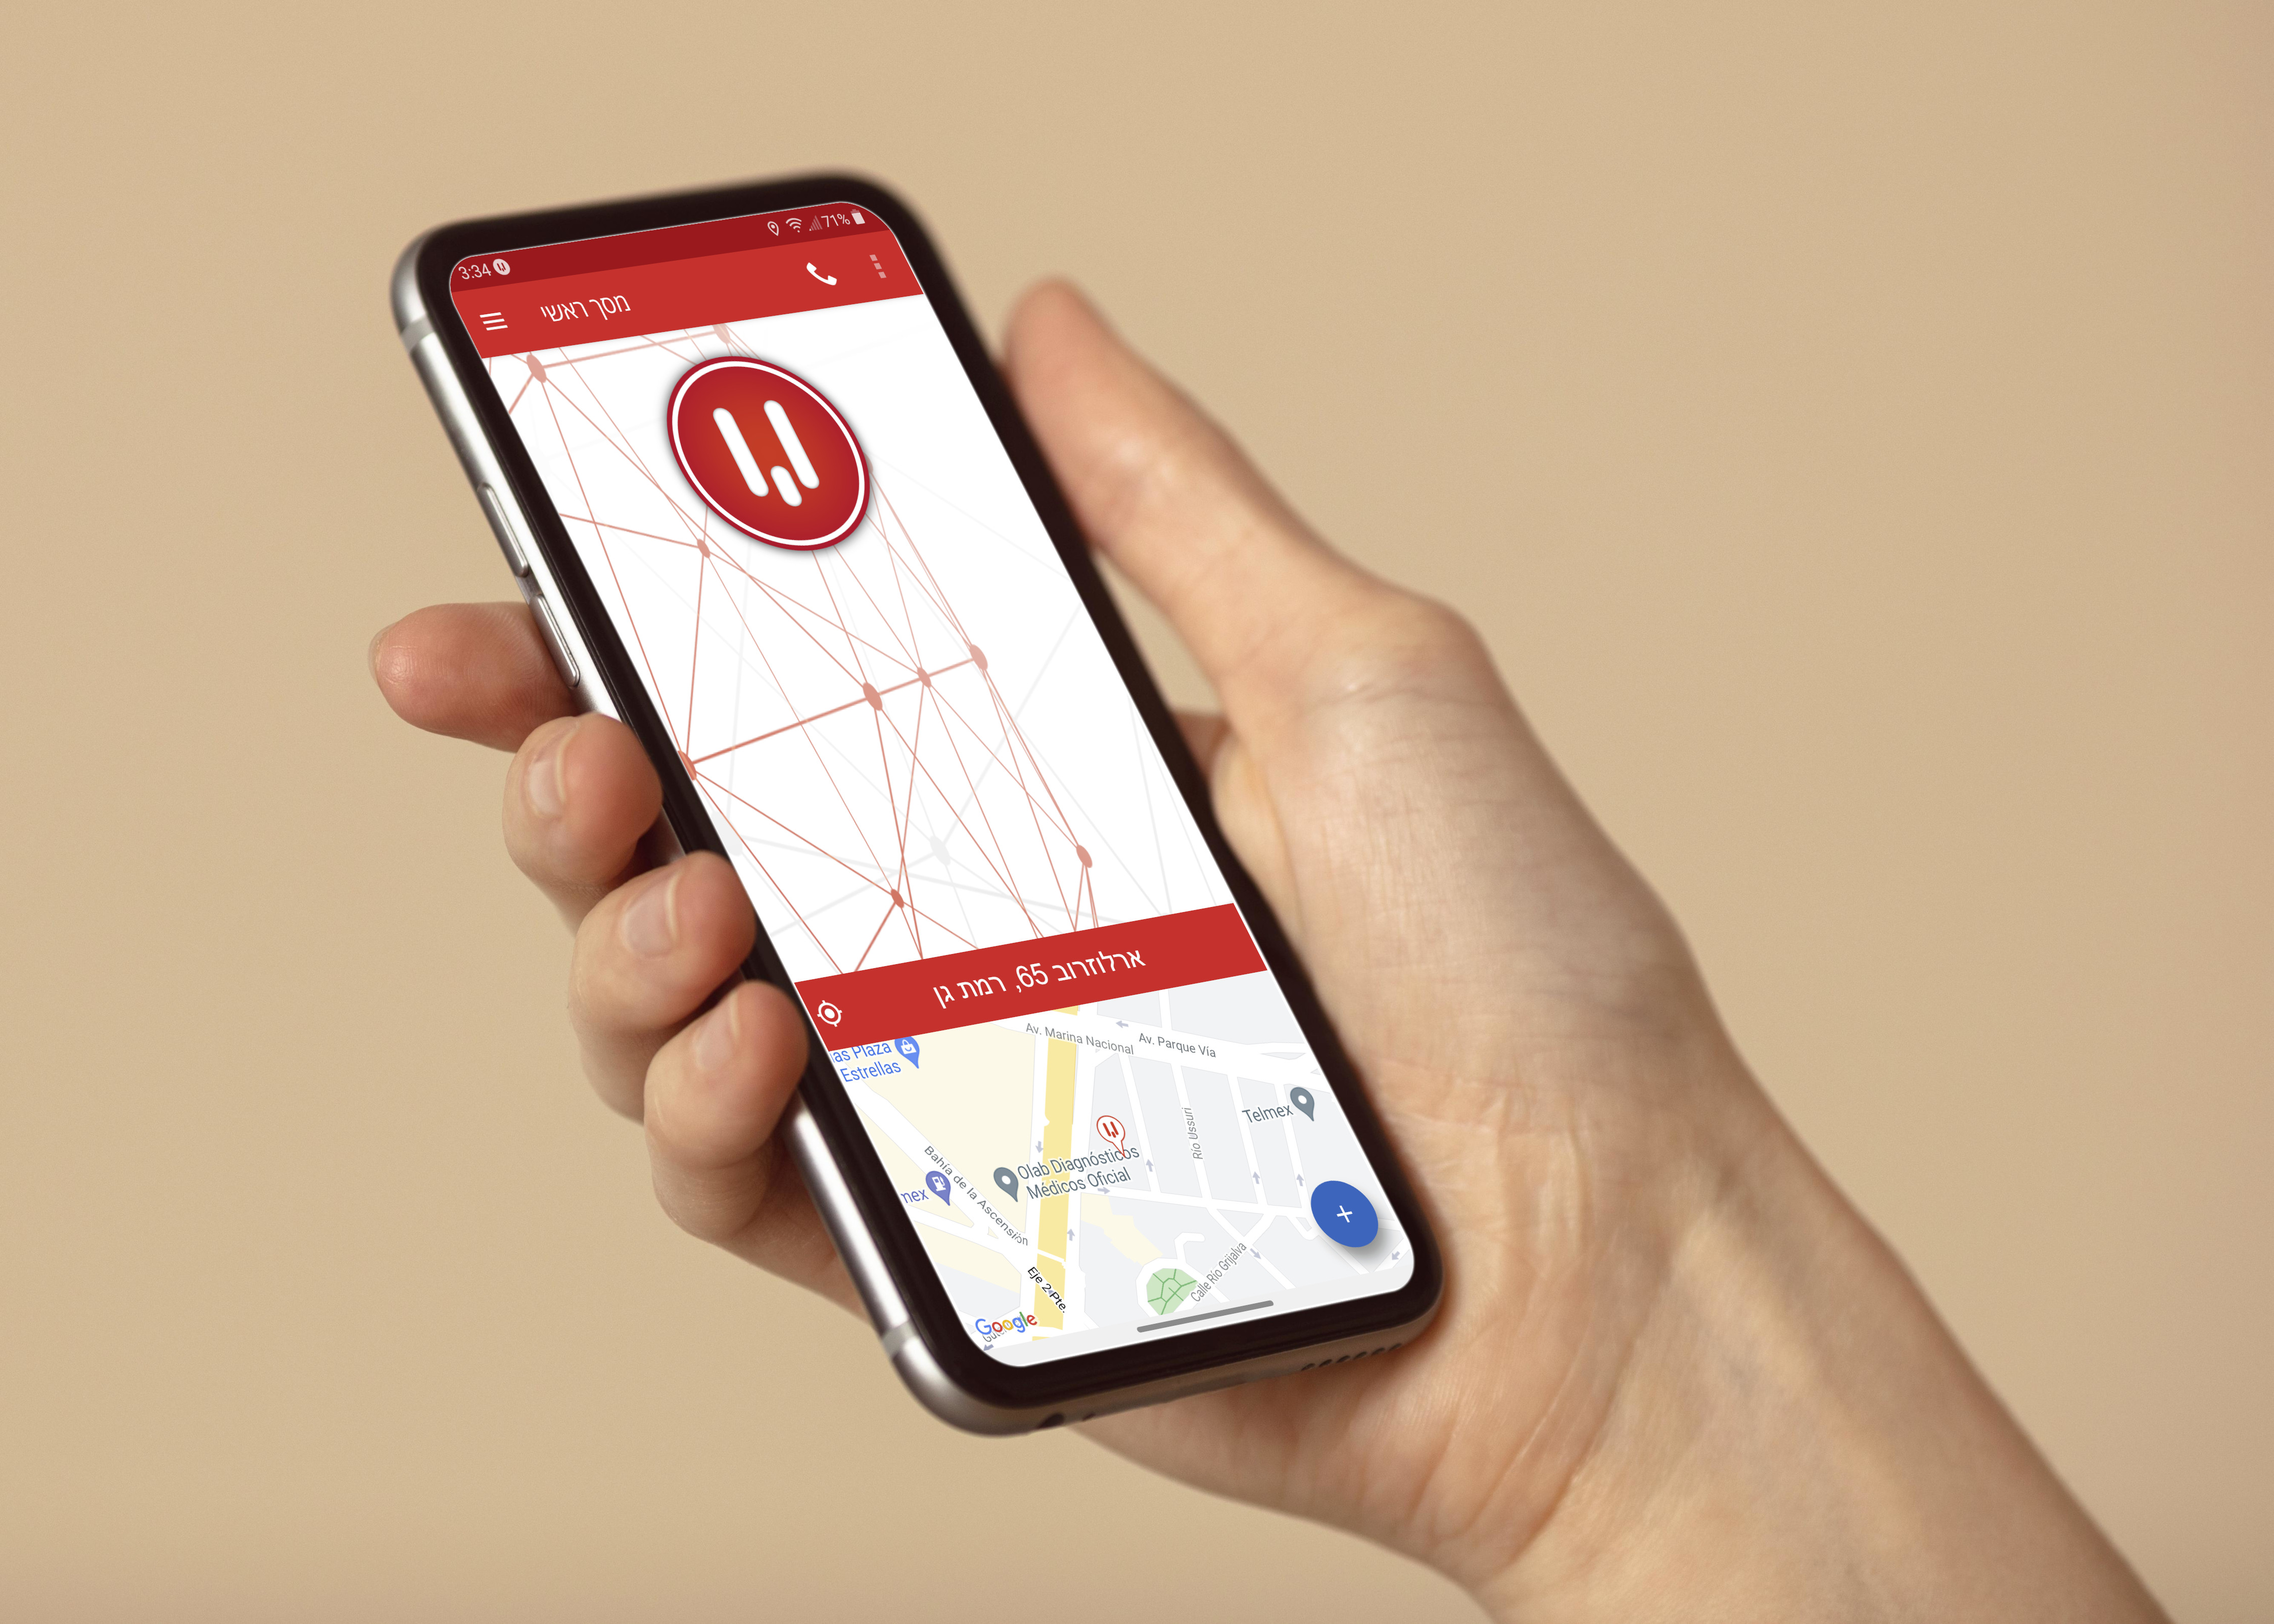 3:34
71%
מסך ראשי
ארלוזרוב 65, רמת גן
Av. Marina Nacional
Av. Parque Vía
as Plaza
Estrellas
Telmex
Río Ussuri
Olab Diagnósticos
Médicos Oficial
Bahía de la Ascensión
mex
Eje 2 Pte.
Calle Río Grijalva
Google